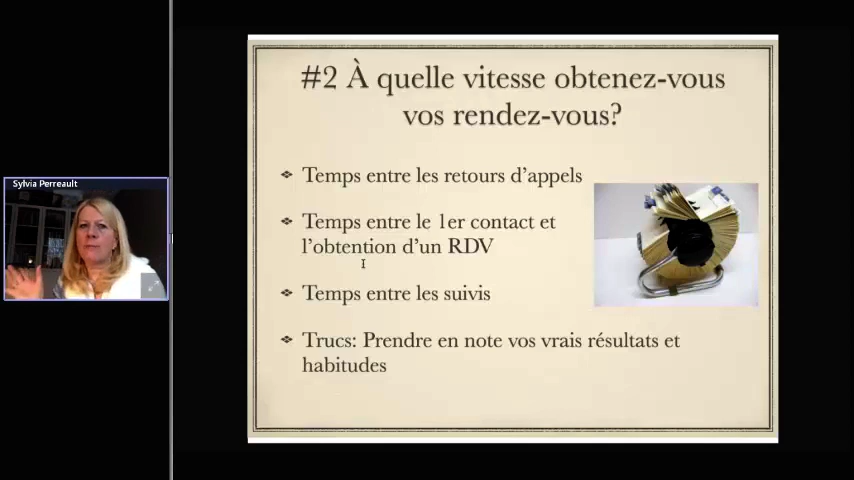 Sylvia Perreault
#2 À quelle vitesse obtenez-vous
vos rendez-vous?
Temps entre les retours d'appels
Temps entre le 1er contact et
l'obtention d'un RDV
Temps entre les suivis
Trucs: Prendre en note vos vrais résultats et
habitudes